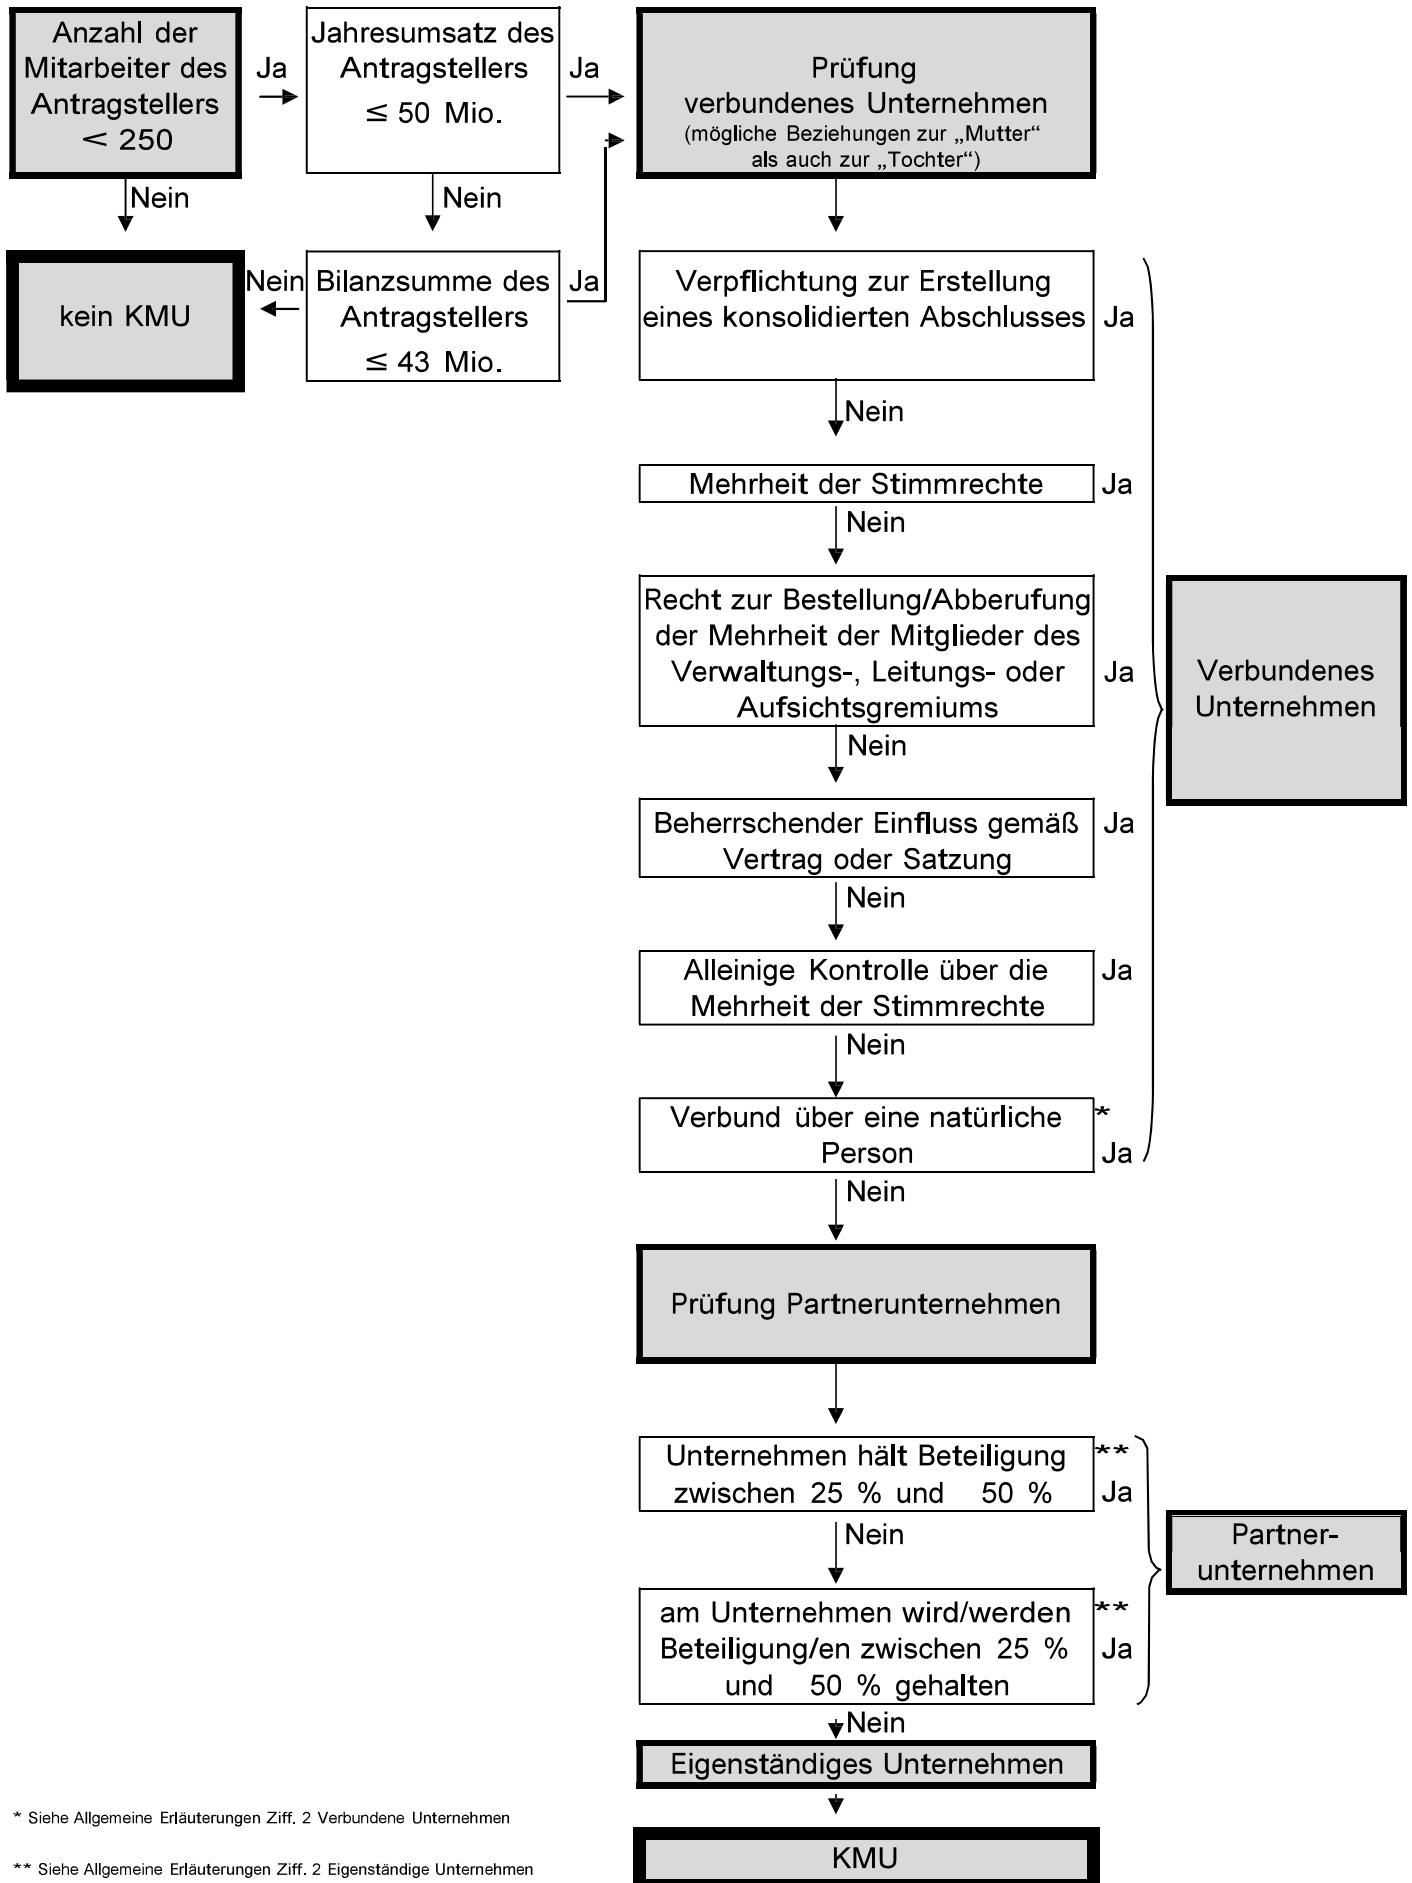 Anzahl der
Mitarbeiter des
Antragstellers
< 250
Ja
Jahresumsatz des
Antragstellers
≦ 50 Mio.
Ja
Prüfung
verbundenes Unternehmen
(mögliche Beziehungen zur „Mutter“
als auch zur „Tochter“)
Nein
Nein
kein KMU
Nein
Bilanzsumme des
Antragstellers
≦ 43 Mio.
Ja
Verpflichtung zur Erstellung
eines konsolidierten Abschlusses
Ja
Nein
Mehrheit der Stimmrechte
Ja
Nein
Recht zur Bestellung/Abberufung
der Mehrheit der Mitglieder des
Verwaltungs-, Leitungs- oder
Aufsichtsgremiums
Ja
Verbundenes
Unternehmen
Nein
Beherrschender Einfluss gemäß
Vertrag oder Satzung
Ja
Nein
Alleinige Kontrolle über die
Mehrheit der Stimmrechte
Ja
Nein
Verbund über eine natürliche
Person
*
Ja
Nein
Prüfung Partnerunternehmen
Unternehmen hält Beteiligung
zwischen 25 % und 50 %
**
Ja
Nein
Partner-
unternehmen
am Unternehmen wird/werden
Beteiligung/en zwischen 25 %
und 50 % gehalten
**
Ja
Nein
Eigenständiges Unternehmen
KMU
* Siehe Allgemeine Erläuterungen Ziff. 2 Verbundene Unternehmen
** Siehe Allgemeine Erläuterungen Ziff. 2 Eigenständige Unternehmen